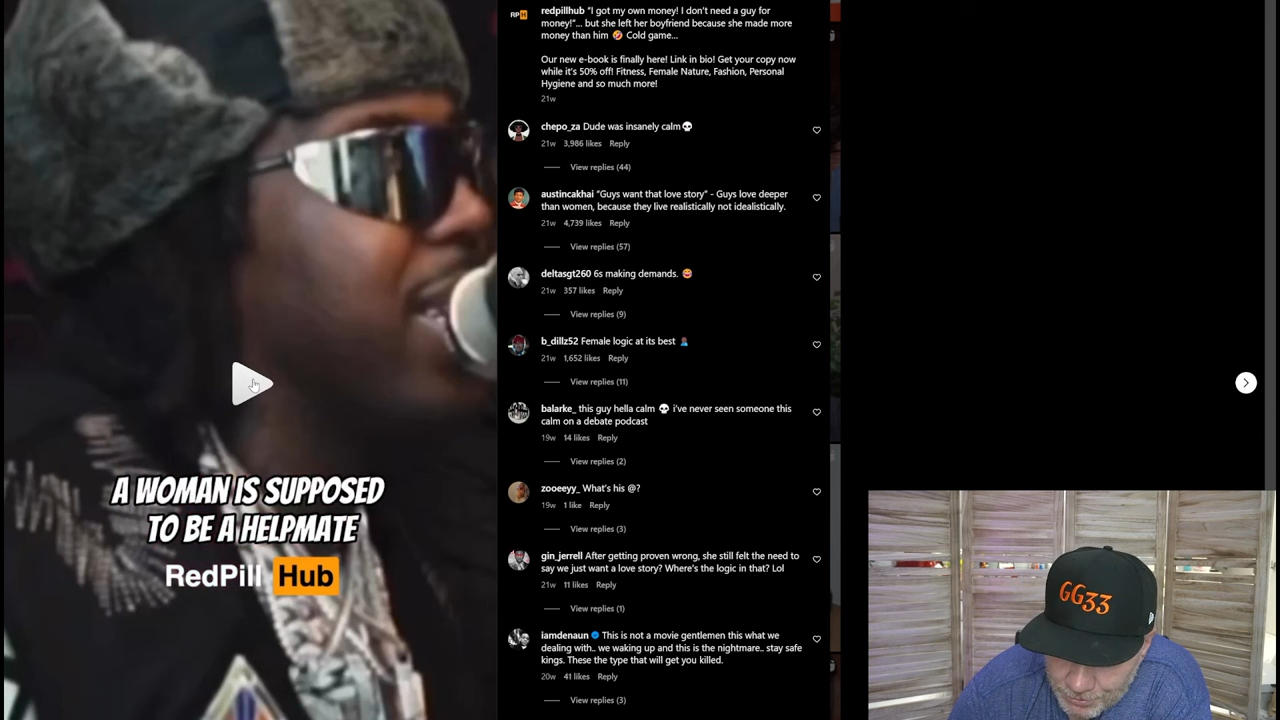 A WOMAN IS SUPPOSED
TO BE A HELPMATE
RedPill Hub
RP H
redpillhub "I got my own money! I don't need a guy for
money!"... but she left her boyfriend because she made more
money than him 🤣 Cold game...
Our new e-book is finally here! Link in bio! Get your copy now
while it's 50% off! Fitness, Female Nature, Fashion, Personal
Hygiene and so much more!
21w
chepo_za Dude was insanely calm💀
21w 3,986 likes Reply
View replies (44)
austincakhai "Guys want that love story" - Guys love deeper
than women, because they live realistically not idealistically.
21w 4,739 likes Reply
View replies (57)
deltasgt260 6s making demands. 😄
21w 357 likes Reply
View replies (9)
b_dillz52 Female logic at its best 🤦🏾‍♂️
21w 1,652 likes Reply
View replies (11)
balarke_ this guy hella calm 💀 i've never seen someone this
calm on a debate podcast
19w 14 likes Reply
View replies (2)
zooeeyy_ What's his @?
19w 1 like Reply
View replies (3)
gin_jerrell After getting proven wrong, she still felt the need to
say we just want a love story? Where's the logic in that? Lol
21w 11 likes Reply
View replies (1)
iamdenaun This is not a movie gentlemen this what we
dealing with.. we waking up and this is the nightmare.. stay safe
kings. These the type that will get you killed.
20w 41 likes Reply
View replies (3)
GG33